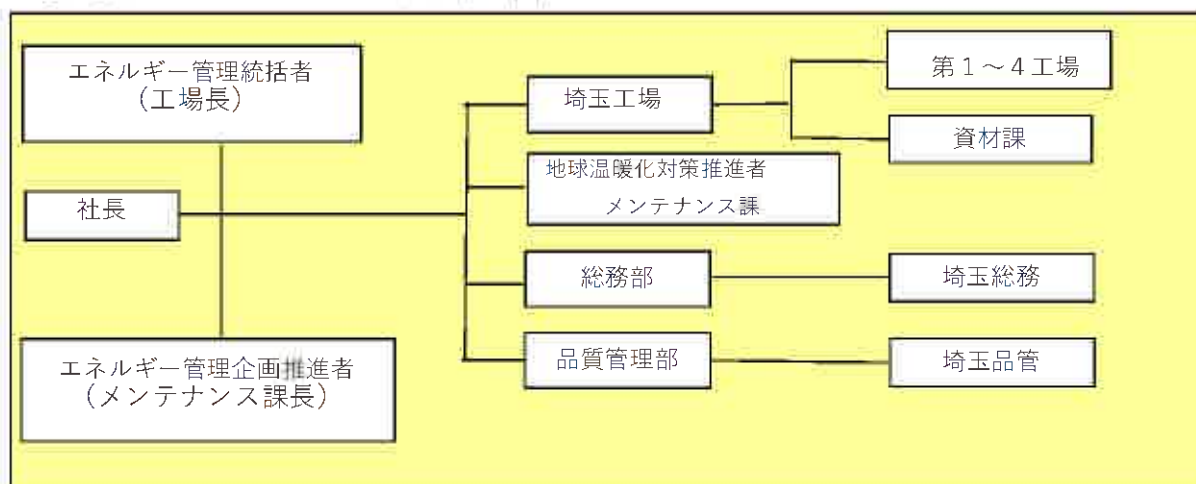 エネルギー管理統括者
(工場長)
社長
エネルギー管理企画推進者
(メンテナンス課長)
埼玉工場
第1~4工場
資材課
地球温暖化対策推進者
メンテナンス課
総務部
埼玉総務
品質管理部
埼玉品管